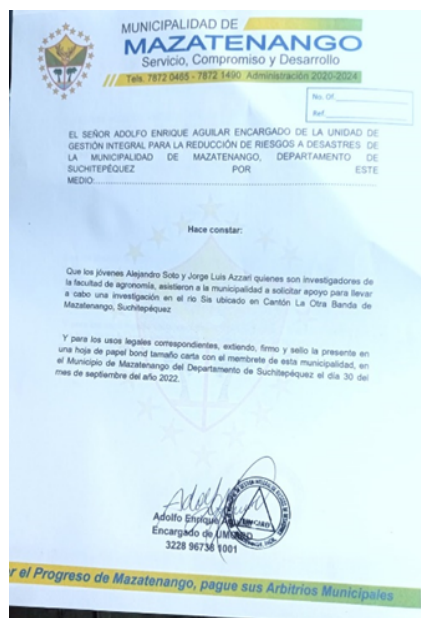 MUNICIPALIDAD DE
MAZATENANGO
Servicio, Compromiso y Desarrollo
Tels. 7872 0465 - 7872 1490 Administración 2020-2024
No. Of.
Ref.
EL SEÑOR ADOLFO ENRIQUE AGUILAR ENCARGADO DE LA UNIDAD DE
GESTIÓN INTEGRAL PARA LA REDUCCIÓN DE RIESGOS A DESASTRES DE
LA MUNICIPALIDAD DE MAZATENANGO, DEPARTAMENTO DE
SUCHITEPÉQUEZ POR ESTE
MEDIO:
Hace constar:
Que los jóvenes Alejandro Soto y Jorge Luis Azzari quienes son investigadores de
la facultad de agronomía, asistieron a la municipalidad a solicitar apoyo para llevar
a cabo una investigación en el río Sis ubicado en Cantón La Otra Banda de
Mazatenango, Suchitepéquez
Y para los usos legales correspondientes, extiendo, firmo y sello la presente en
una hoja de papel bond tamaño carta con el membrete de esta municipalidad, en
el Municipio de Mazatenango del Departamento de Suchitepéquez el día 30 del
mes de septiembre del año 2022.
Adolfo Enrique
Encargado de
3228 96738 1001
r el Progreso de Mazatenango, pague sus Arbitrios Municipales